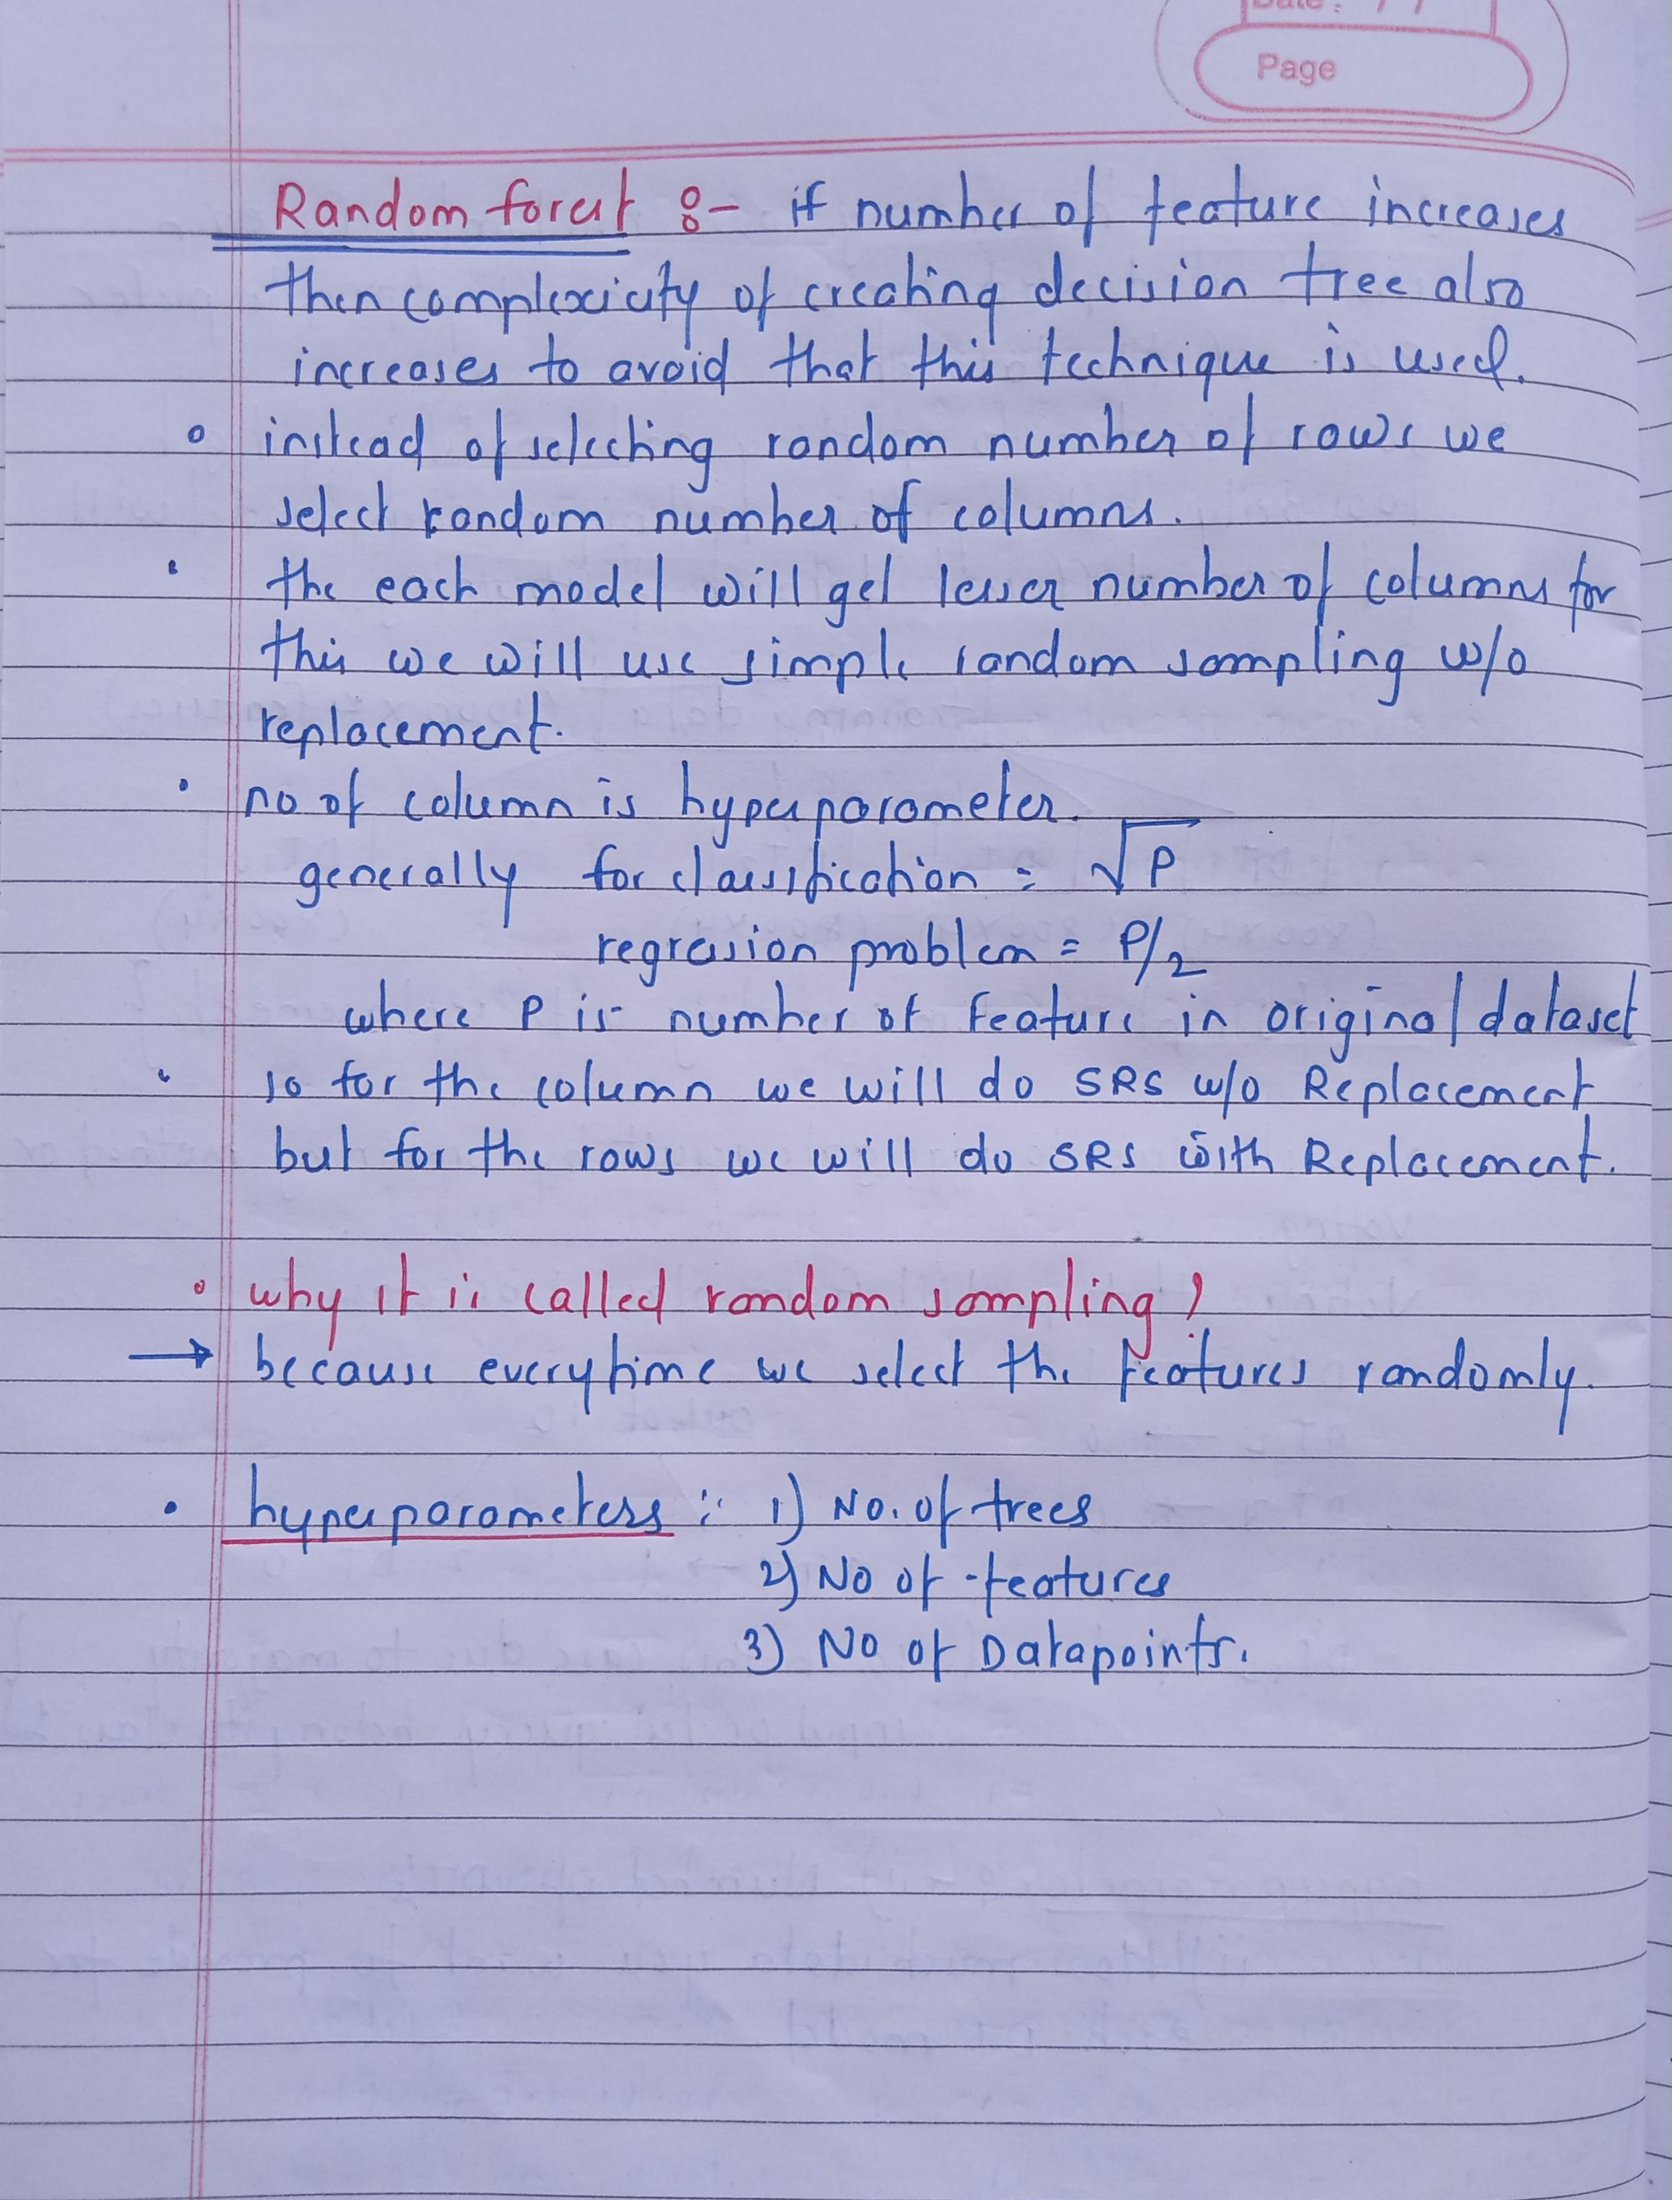 Date : / /
Page
Random forest :- if number of feature increases
then complexicity of creating decision tree also
increases to avoid that this technique is used.
instead of selecting random number of rows we
select random number of columns.
the each model will get lesser number of columns for
this we will use simple random sampling w/o
replacement.
no of column is hyperparameter.
generally for classification = √P
regression problem = P/2
where P is number of feature in original dataset
so for the column we will do SRS w/o Replacement
but for the rows we will do SRS with Replacement.
why it is called random sampling?
→ because everytime we select the features randomly.
hyperparameters :- 1) No. of trees
2) No of features
3) No of Datapoints.